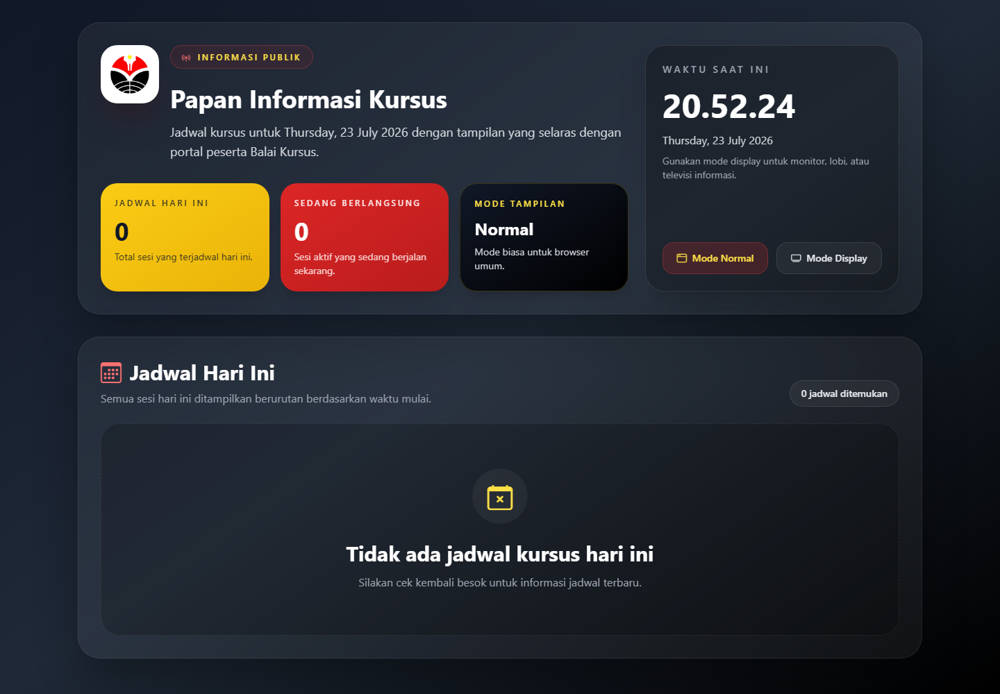 INFORMASI PUBLIK
Papan Informasi Kursus
Jadwal kursus untuk Thursday, 23 July 2026 dengan tampilan yang selaras dengan
portal peserta Balai Kursus.
JADWAL HARI INI
0
Total sesi yang terjadwal hari ini.
SEDANG BERLANGSUNG
0
Sesi aktif yang sedang berjalan
sekarang.
MODE TAMPILAN
Normal
Mode biasa untuk browser
umum.
WAKTU SAAT INI
20.52.24
Thursday, 23 July 2026
Gunakan mode display untuk monitor, lobi, atau
televisi informasi.
Mode Normal
Mode Display
Jadwal Hari Ini
Semua sesi hari ini ditampilkan berurutan berdasarkan waktu mulai.
0 jadwal ditemukan
Tidak ada jadwal kursus hari ini
Silakan cek kembali besok untuk informasi jadwal terbaru.